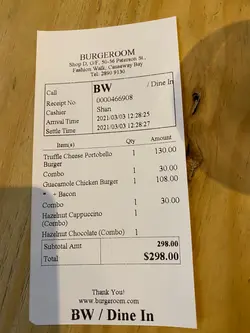 BURGEROOM
Shop D, G/F, 50-56 Paterson St.,
Fashion Walk, Causeway Bay
Tel: 2890 9130
Call BW / Dine In
Receipt No 0000466908
Cashier Shan
Arrival Time 2021/03/03 12:28:25
Settle Time 2021/03/03 12:28:27
Item(s) Qty Amount
Truffle Cheese Portobello 1 130.00
Burger
Combo 1 30.00
Guacamole Chicken Burger 1 108.00
* + Bacon
Combo 1 30.00
Hazelnut Cappuccino 1
(Combo)
Hazelnut Chocolate (Combo) 1
Subtotal Amt 298.00
Total $298.00
Thank You!
www.burgeroom.com
BW / Dine In